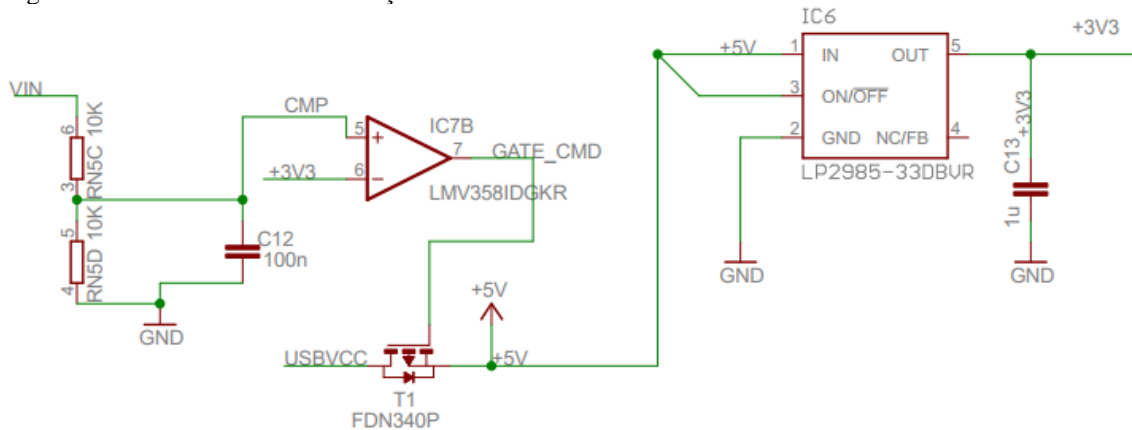 IC6
+5V
1
IN
OUT
5
+3V3
3
ON/OFF
2
GND
NC/FB
4
LP2985-33DBVR
C13
+3V3
1u
GND
GND
VIN
6
RN5C 10K
3
5
RN5D 10K
4
GND
C12
100n
CMP
5
+
IC7B
7
GATE_CMD
+3V3
6
-
LMV358IDGKR
+5V
USBVCC
+5V
T1
FDN340P